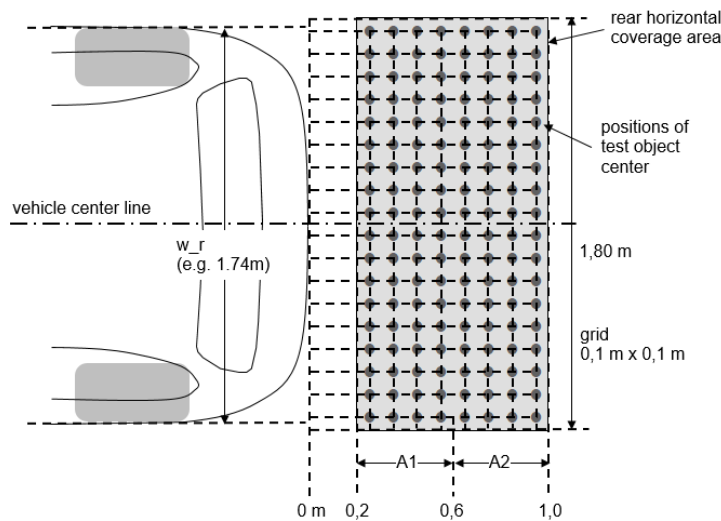 rear horizontal
coverage area
positions of
test object
center
vehicle center line
w_r
(e.g. 1.74m)
1,80 m
grid
0,1 m x 0,1 m
A1
A2
0 m
0,2
0,6
1,0